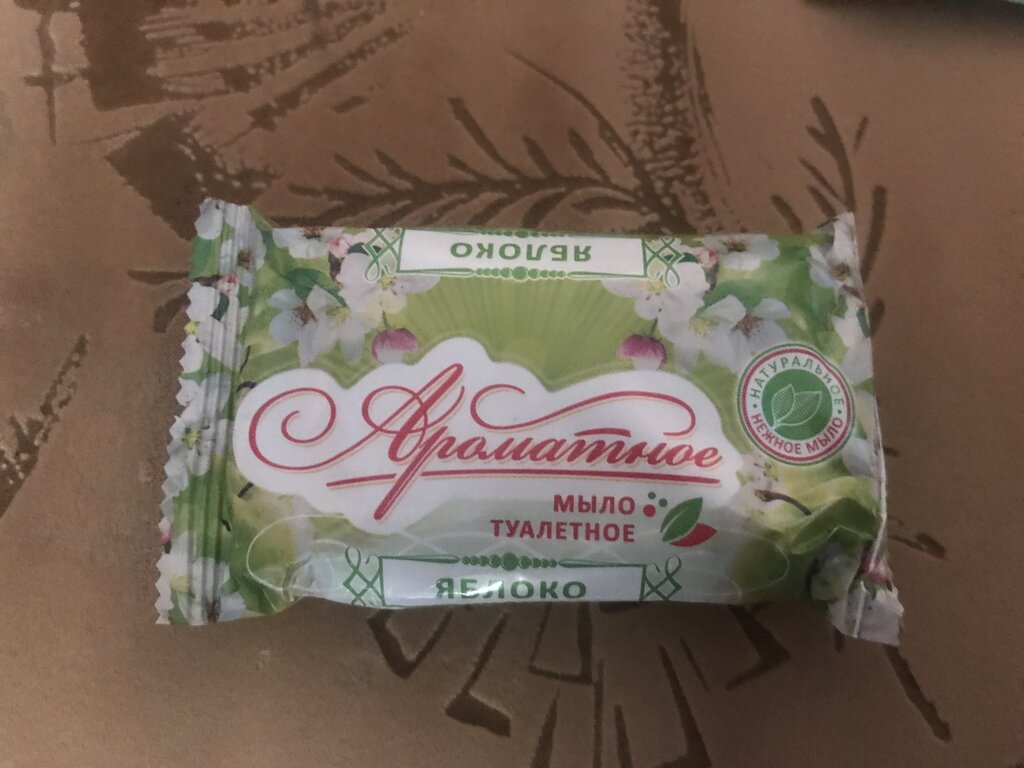 ЯБЛОКО
Ароматное
МЫЛО
ТУАЛЕТНОЕ
НАТУРАЛЬНОЕ
НЕЖНОЕ МЫЛО
ЯБЛОКО